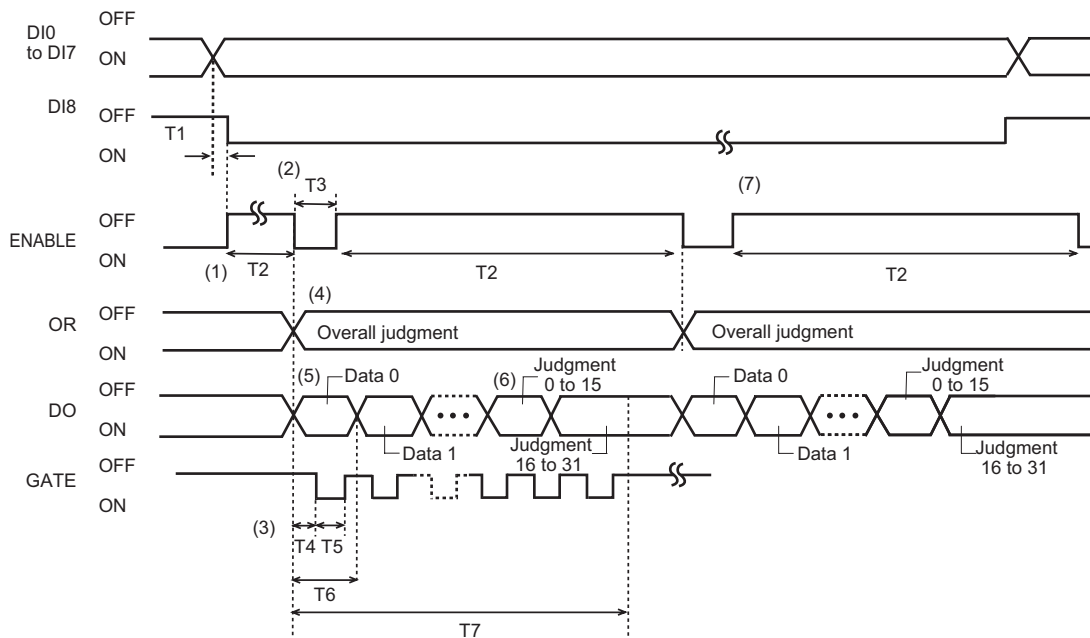 DI0
to DI7
OFF
ON
DI8
OFF
T1
ON
(2)
T3
(7)
ENABLE
OFF
ON
(1)
T2
T2
T2
OR
OFF
ON
(4)
Overall judgment
Overall judgment
DO
OFF
ON
(5)
Data 0
(6)
Judgment
0 to 15
Data 0
Judgment
0 to 15
Data 1
Judgment
16 to 31
Data 1
Judgment
16 to 31
GATE
OFF
ON
(3)
T4
T5
T6
T7